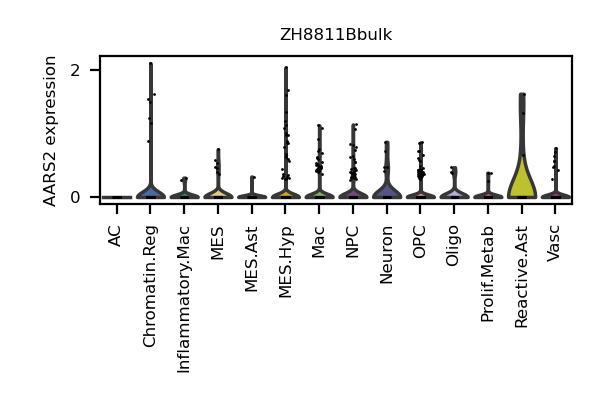 ZH8811Bbulk
AARS2 expression
2
0
AC
Chromatin.Reg
Inflammatory.Mac
MES
MES.Ast
MES.Hyp
Mac
NPC
Neuron
OPC
Oligo
Prolif.Metab
Reactive.Ast
Vasc